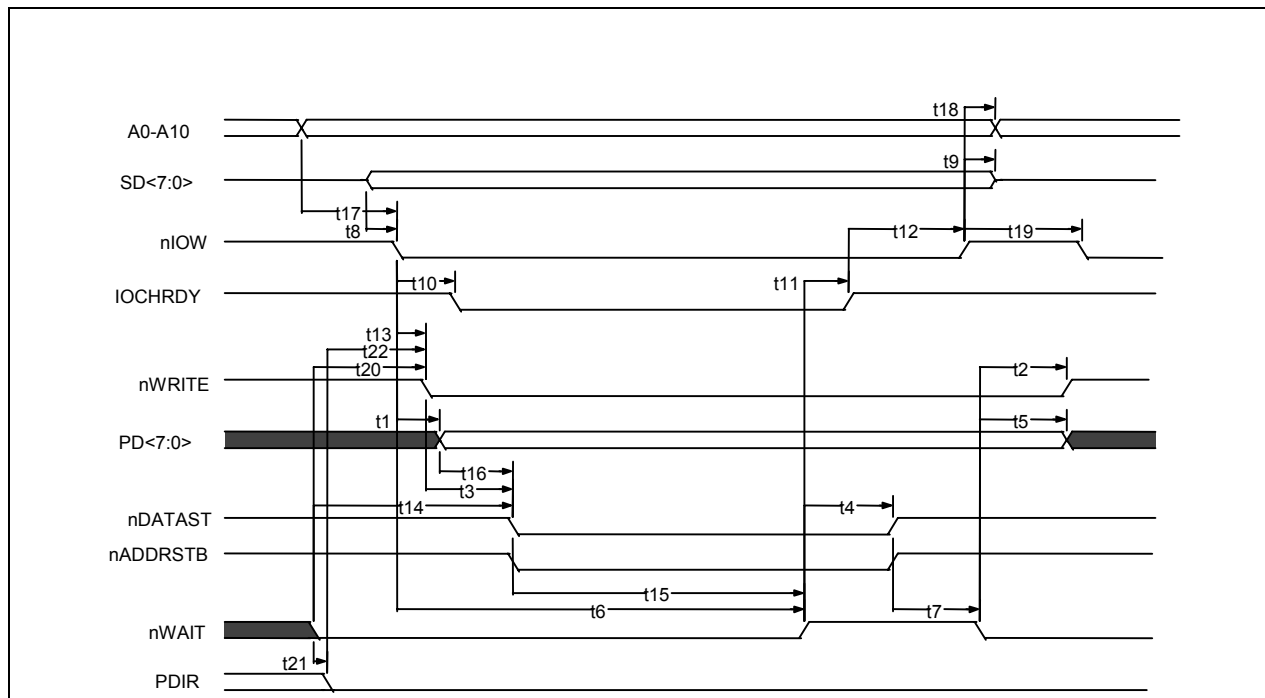 t18
A0-A10
t9
SD<7:0>
t17
t8
t12
t19
nIOW
t10
t11
IOCHRDY
t13
t22
t20
t2
nWRITE
t1
t5
PD<7:0>
t16
t3
t14
t4
nDATAST
nADDRSTB
t15
t6
t7
nWAIT
t21
PDIR